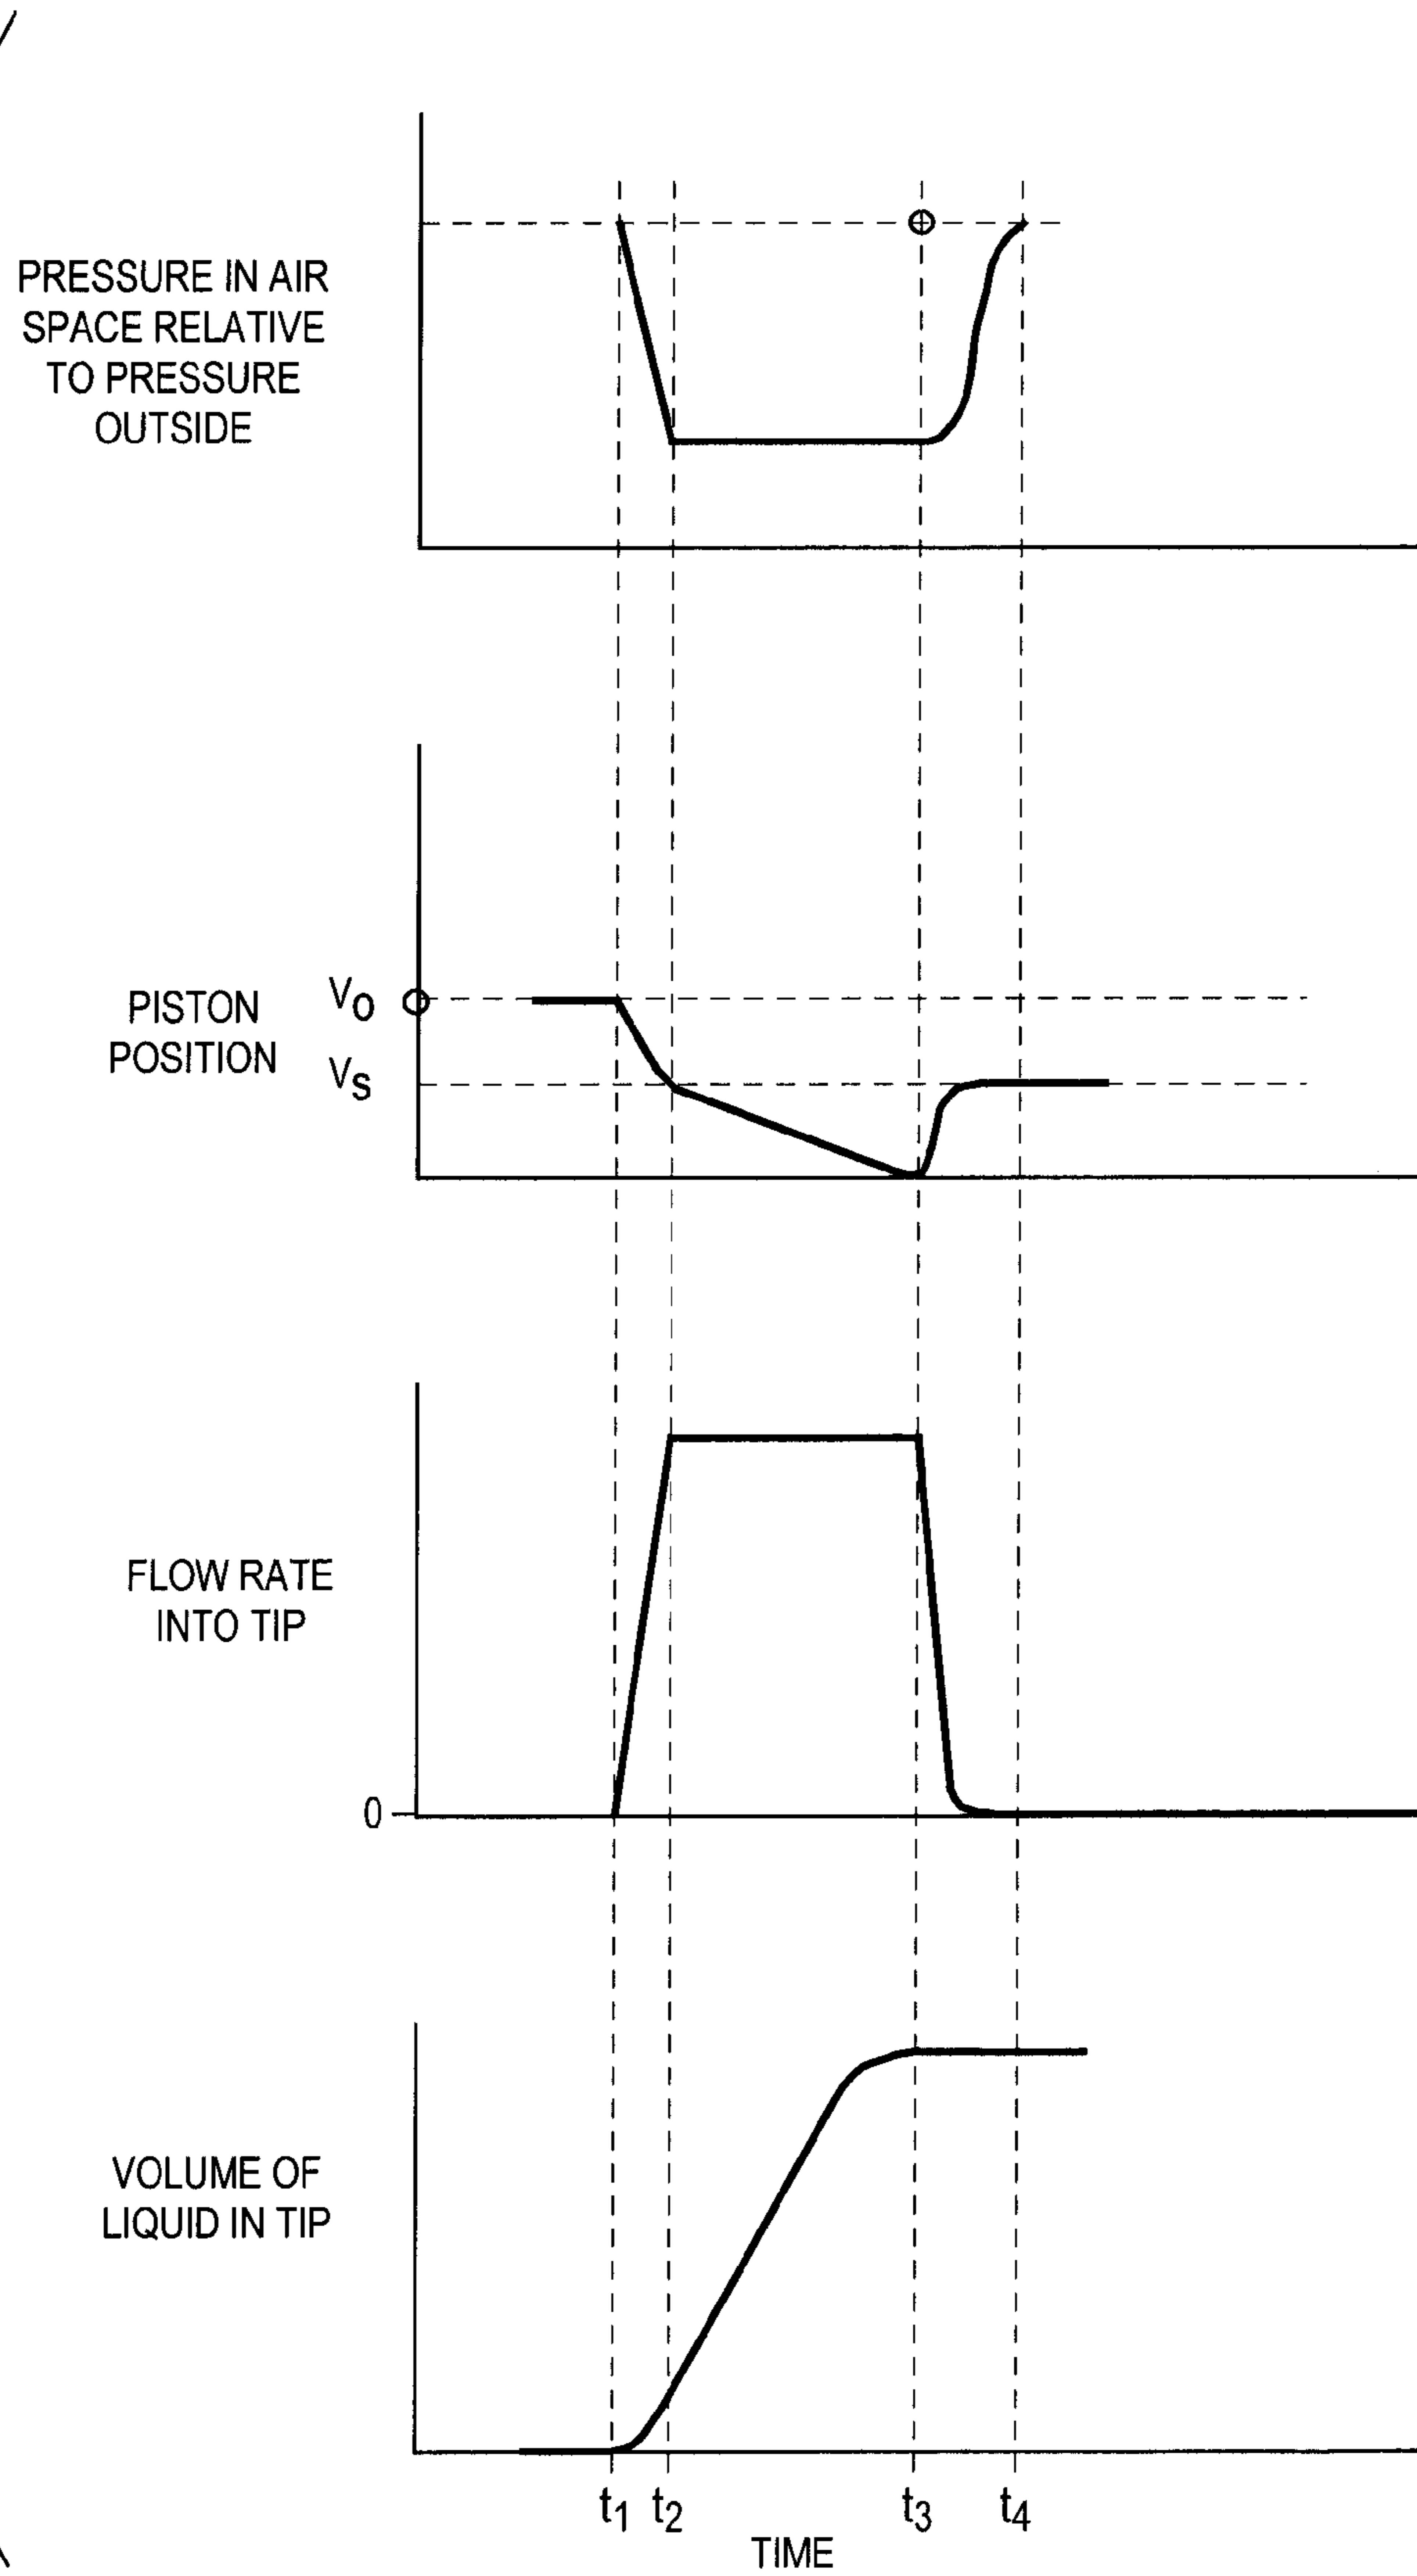 PRESSURE IN AIR
SPACE RELATIVE
TO PRESSURE
OUTSIDE
PISTON
POSITION
V0
VS
FLOW RATE
INTO TIP
0
VOLUME OF
LIQUID IN TIP
t1 t2 t3 t4
TIME